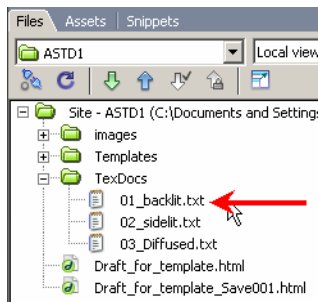 Files Assets Snippets
ASTD1 Local view
Site - ASTD1 (C:\Documents and Settings
images
Templates
TexDocs
01_backlit.txt
02_sidelit.txt
03_Diffused.txt
Draft_for_template.html
Draft_for_template_Save001.html